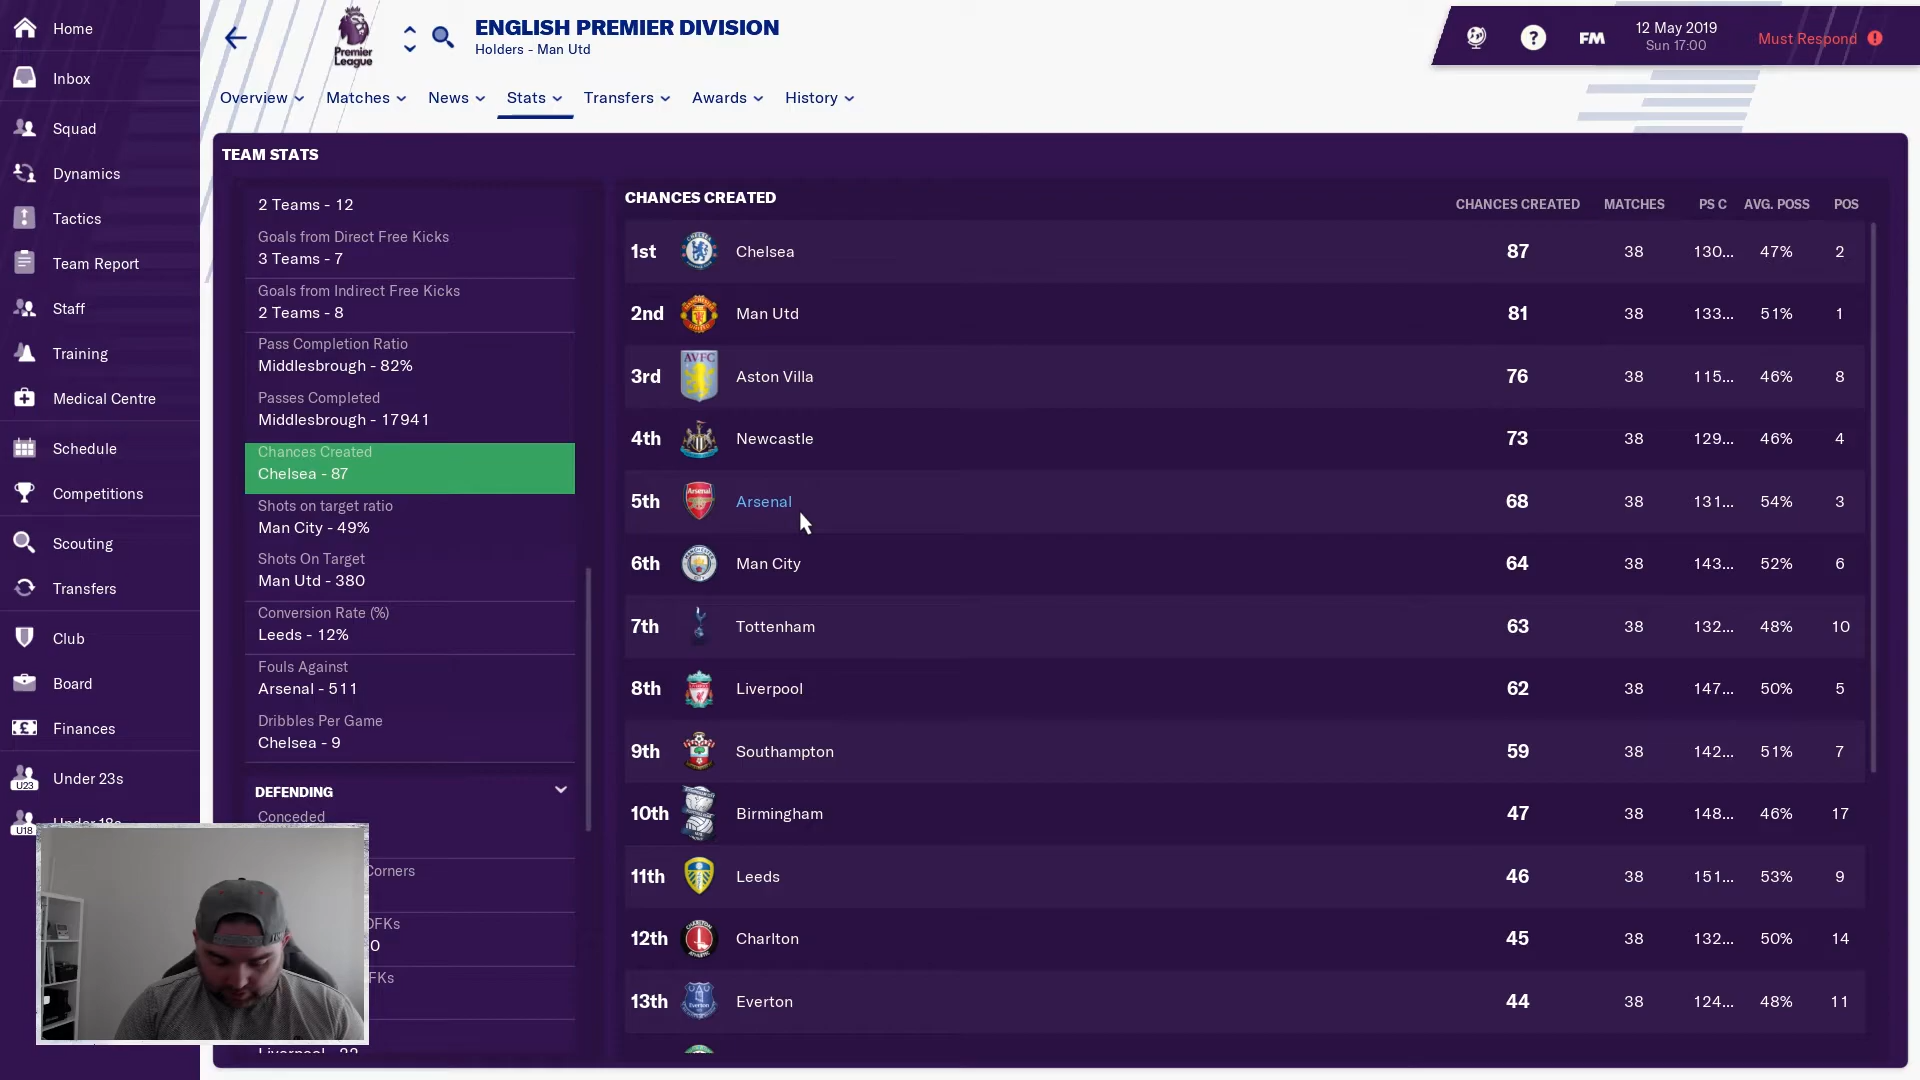 Home
Inbox
Squad
Dynamics
Tactics
Team Report
Staff
Training
Medical Centre
Schedule
Competitions
Scouting
Transfers
Club
Board
Finances
U23 Under 23s
U18 Under 18s
Premier
League
ENGLISH PREMIER DIVISION
Holders - Man Utd
FM
12 May 2019
Sun 17:00
Must Respond
Overview Matches News Stats Transfers Awards History
TEAM STATS
2 Teams - 12
Goals from Direct Free Kicks
3 Teams - 7
Goals from Indirect Free Kicks
2 Teams - 8
Pass Completion Ratio
Middlesbrough - 82%
Passes Completed
Middlesbrough - 17941
Chances Created
Chelsea - 87
Shots on target ratio
Man City - 49%
Shots On Target
Man Utd - 380
Conversion Rate (%)
Leeds - 12%
Fouls Against
Arsenal - 511
Dribbles Per Game
Chelsea - 9
DEFENDING
Conceded
Corners
CHANCES CREATED
CHANCES CREATED MATCHES PS C AVG. POSS POS
1st Chelsea 87 38 130... 47% 2
2nd Man Utd 81 38 133... 51% 1
3rd AVFC Aston Villa 76 38 115... 46% 8
4th Newcastle 73 38 129... 46% 4
5th Arsenal Arsenal 68 38 131... 54% 3
6th Man City 64 38 143... 52% 6
7th Tottenham 63 38 132... 48% 10
8th Liverpool 62 38 147... 50% 5
9th Southampton 59 38 142... 51% 7
10th Birmingham 47 38 148... 46% 17
11th Leeds 46 38 151... 53% 9
12th Charlton 45 38 132... 50% 14
13th Everton Everton 44 38 124... 48% 11